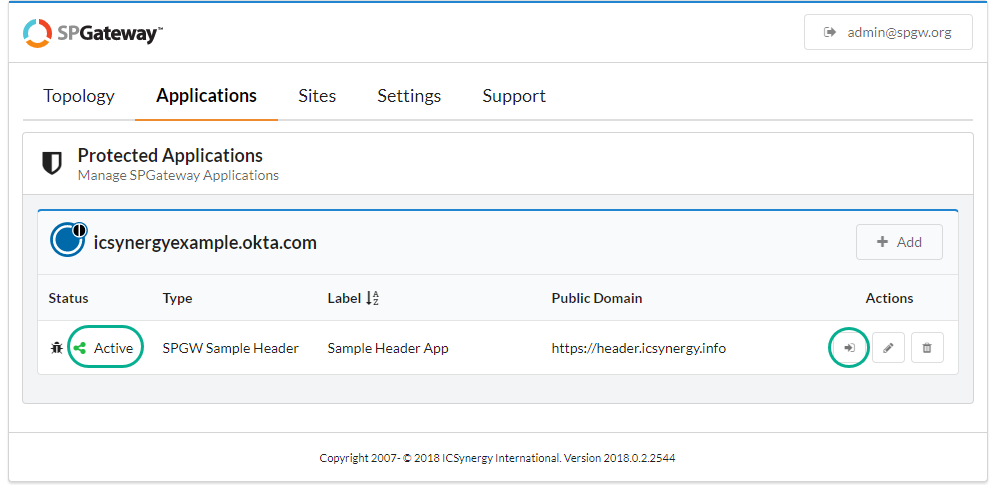 SPGateway™
admin@spgw.org
Topology Applications Sites Settings Support
Protected Applications
Manage SPGateway Applications
icsynergyexample.okta.com
Add
Status Type Label Public Domain Actions
Active SPGW Sample Header Sample Header App https://header.icsynergy.info
Copyright 2007- © 2018 ICSynergy International. Version 2018.0.2.2544